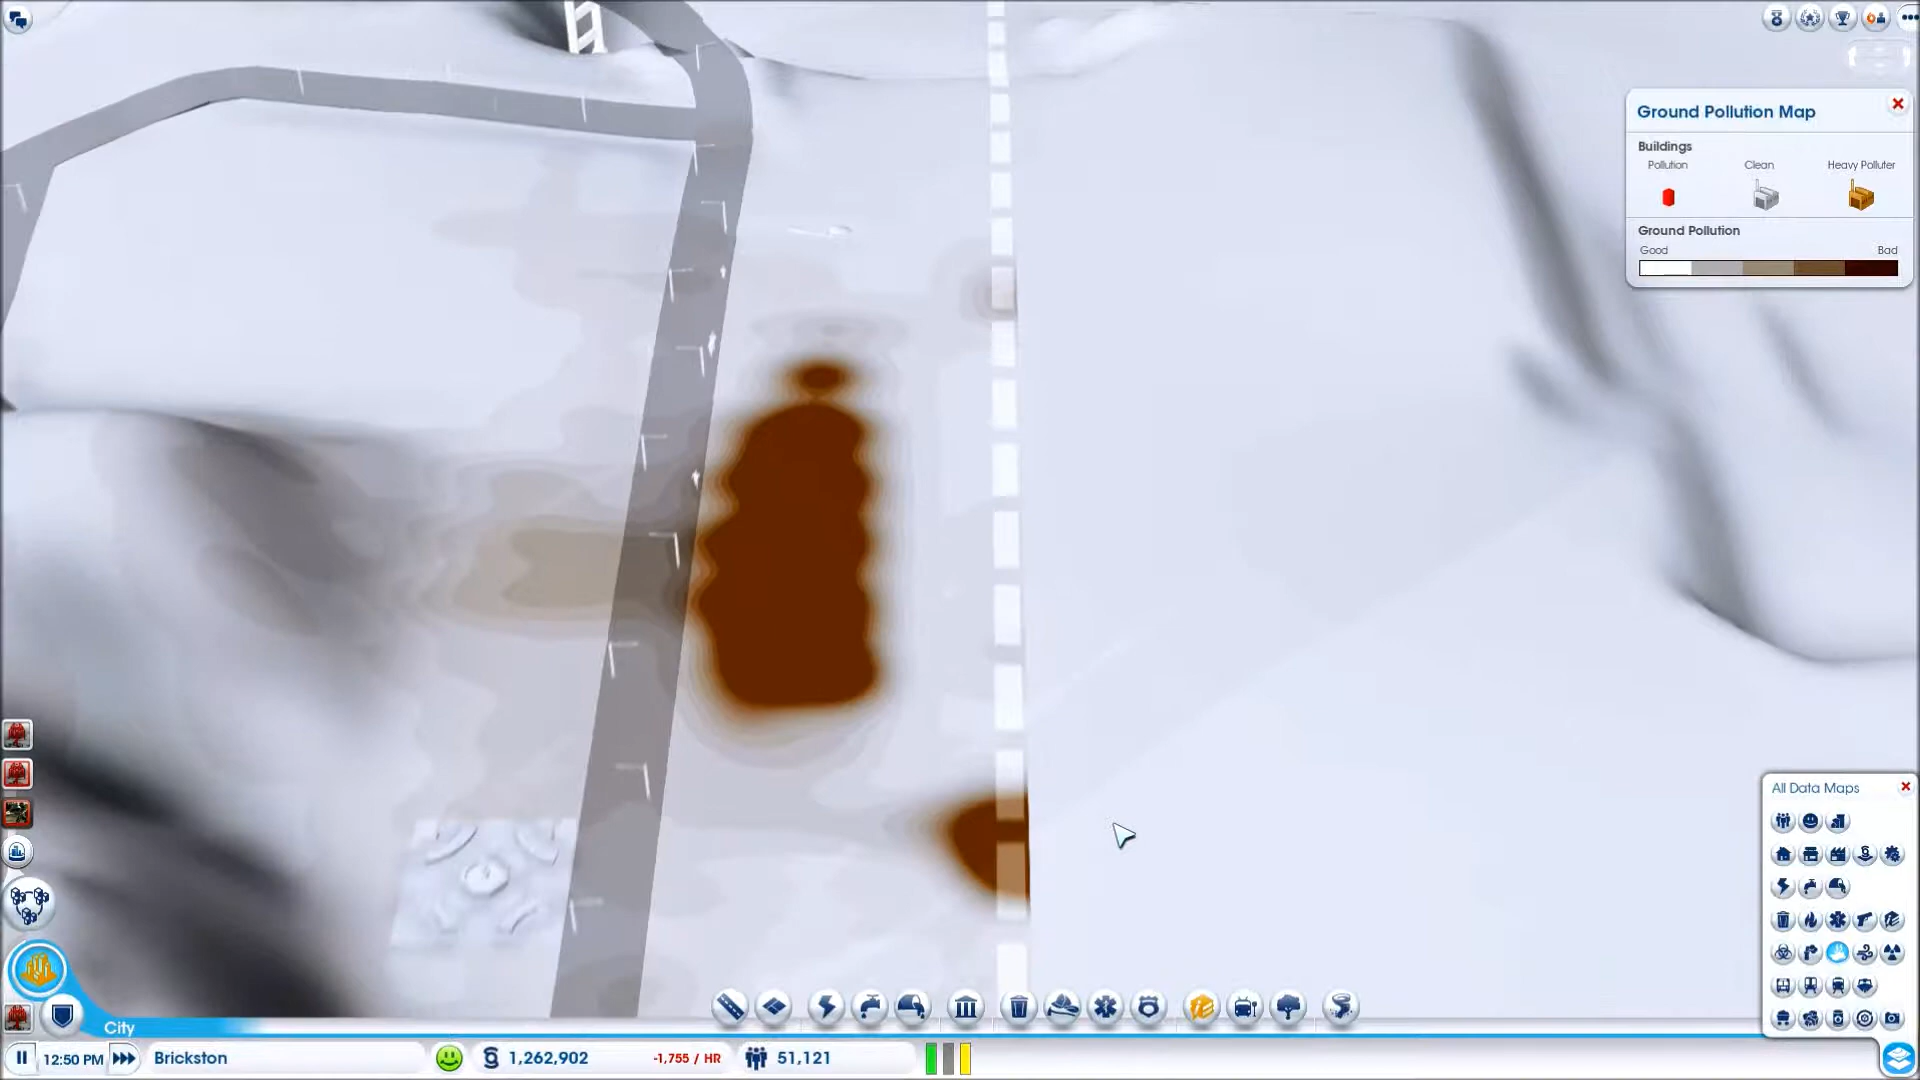 Ground Pollution Map
Buildings
Pollution Clean Heavy Polluter
Ground Pollution
Good Bad
All Data Maps
City
12:50 PM Brickston 1,262,902 -1,755 / HR 51,121